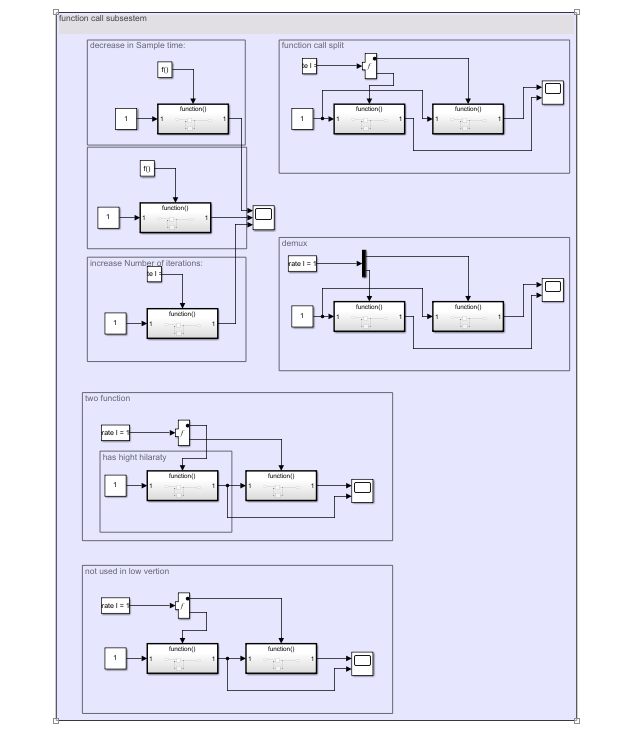 function call subsestem
decrease in Sample time:
f()
function()
1
1
1
f()
function()
1
1
1
increase Number of iterations:
te I =
function()
1
1
1
function call split
te I =
f
function()
function()
1
1
1
1
1
demux
rate I = 1
function()
function()
1
1
1
1
1
two function
rate I = 1
f
has hight hilaraty
function()
function()
1
1
1
1
1
not used in low vertion
rate I = 1
f
function()
function()
1
1
1
1
1